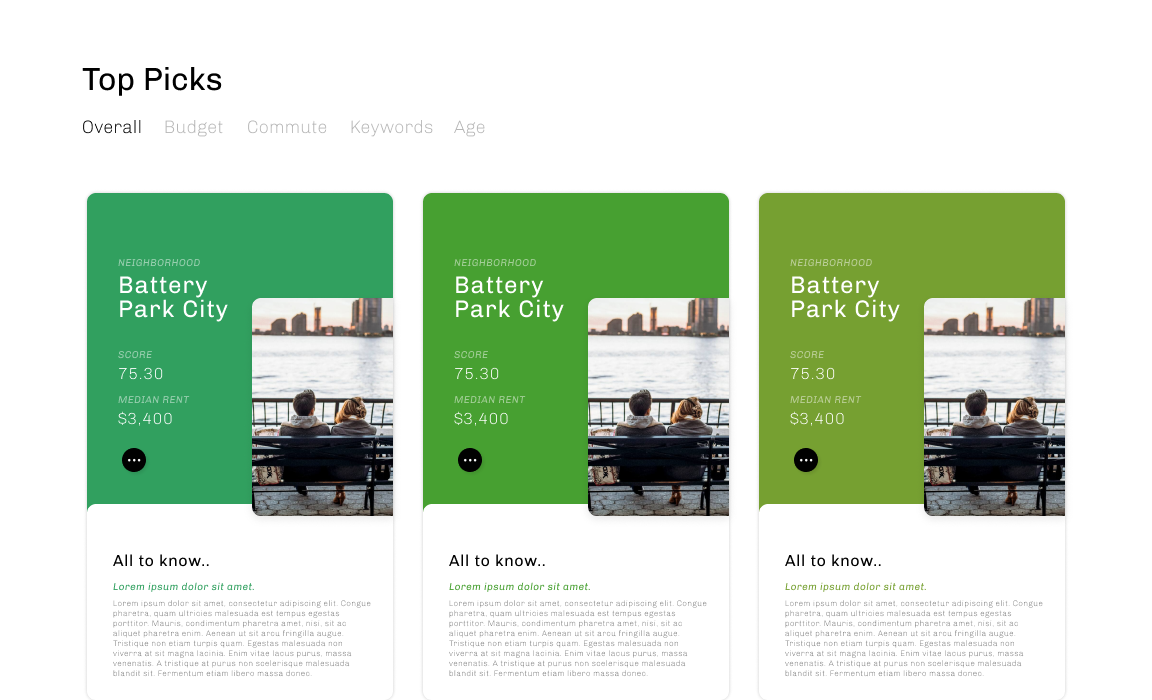 Top Picks
Overall Budget Commute Keywords Age
NEIGHBORHOOD
Battery
Park City
SCORE
75.30
MEDIAN RENT
$3,400
All to know..
Lorem ipsum dolor sit amet.
Lorem ipsum dolor sit amet, consectetur adipiscing elit. Congue
pharetra, quam ultricies malesuada est tempus egestas
porttitor. Mauris, condimentum pharetra amet, nisi, sit ac
aliquet pharetra enim. Aenean ut sit arcu fringilla augue.
Tristique non etiam turpis quam. Egestas malesuada non
viverra at sit magna lacinia. Enim vitae lacus purus, massa
venenatis. A tristique at purus non scelerisque malesuada
blandit sit. Fermentum etiam libero massa donec.
NEIGHBORHOOD
Battery
Park City
SCORE
75.30
MEDIAN RENT
$3,400
All to know..
Lorem ipsum dolor sit amet.
Lorem ipsum dolor sit amet, consectetur adipiscing elit. Congue
pharetra, quam ultricies malesuada est tempus egestas
porttitor. Mauris, condimentum pharetra amet, nisi, sit ac
aliquet pharetra enim. Aenean ut sit arcu fringilla augue.
Tristique non etiam turpis quam. Egestas malesuada non
viverra at sit magna lacinia. Enim vitae lacus purus, massa
venenatis. A tristique at purus non scelerisque malesuada
blandit sit. Fermentum etiam libero massa donec.
NEIGHBORHOOD
Battery
Park City
SCORE
75.30
MEDIAN RENT
$3,400
All to know..
Lorem ipsum dolor sit amet.
Lorem ipsum dolor sit amet, consectetur adipiscing elit. Congue
pharetra, quam ultricies malesuada est tempus egestas
porttitor. Mauris, condimentum pharetra amet, nisi, sit ac
aliquet pharetra enim. Aenean ut sit arcu fringilla augue.
Tristique non etiam turpis quam. Egestas malesuada non
viverra at sit magna lacinia. Enim vitae lacus purus, massa
venenatis. A tristique at purus non scelerisque malesuada
blandit sit. Fermentum etiam libero massa donec.